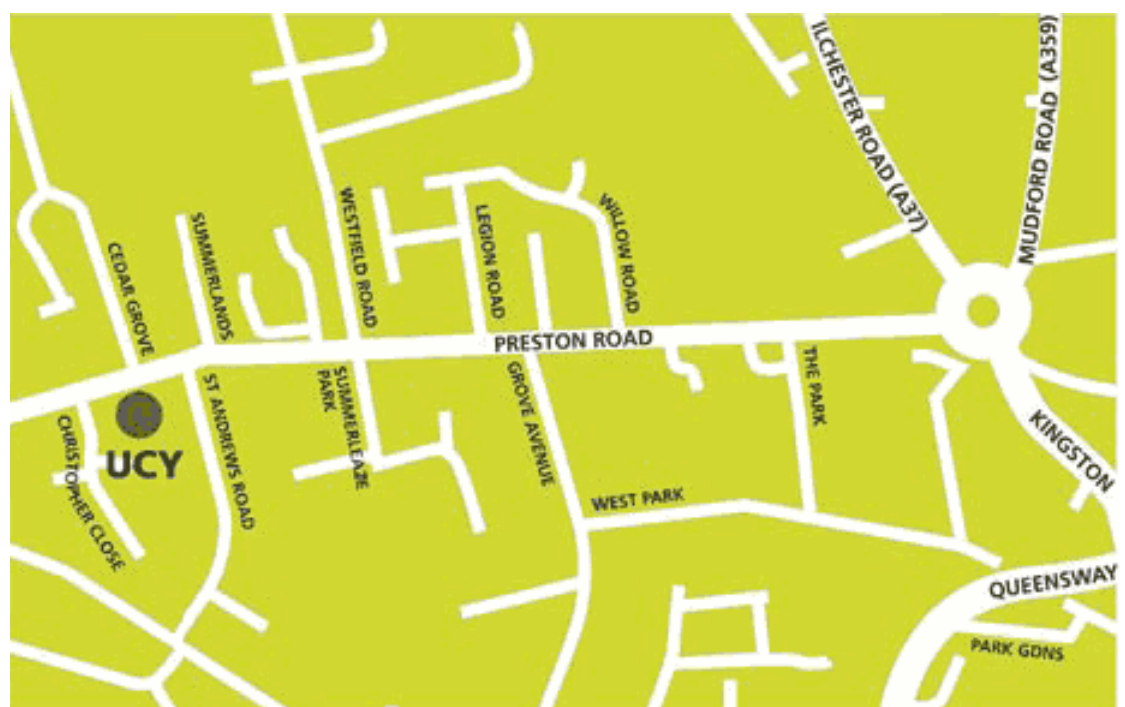 ILCHESTER ROAD (A37)
MUDFORD ROAD (A359)
CEDAR GROVE
SUMMERLANDS
WESTFIELD ROAD
LEGION ROAD
WILLOW ROAD
PRESTON ROAD
CHRISTOPHER CLOSE
UCY
ST ANDREWS ROAD
SUMMERLEAZE
PARK
GROVE AVENUE
THE PARK
KINGSTON
WEST PARK
QUEENSWAY
PARK GDNS